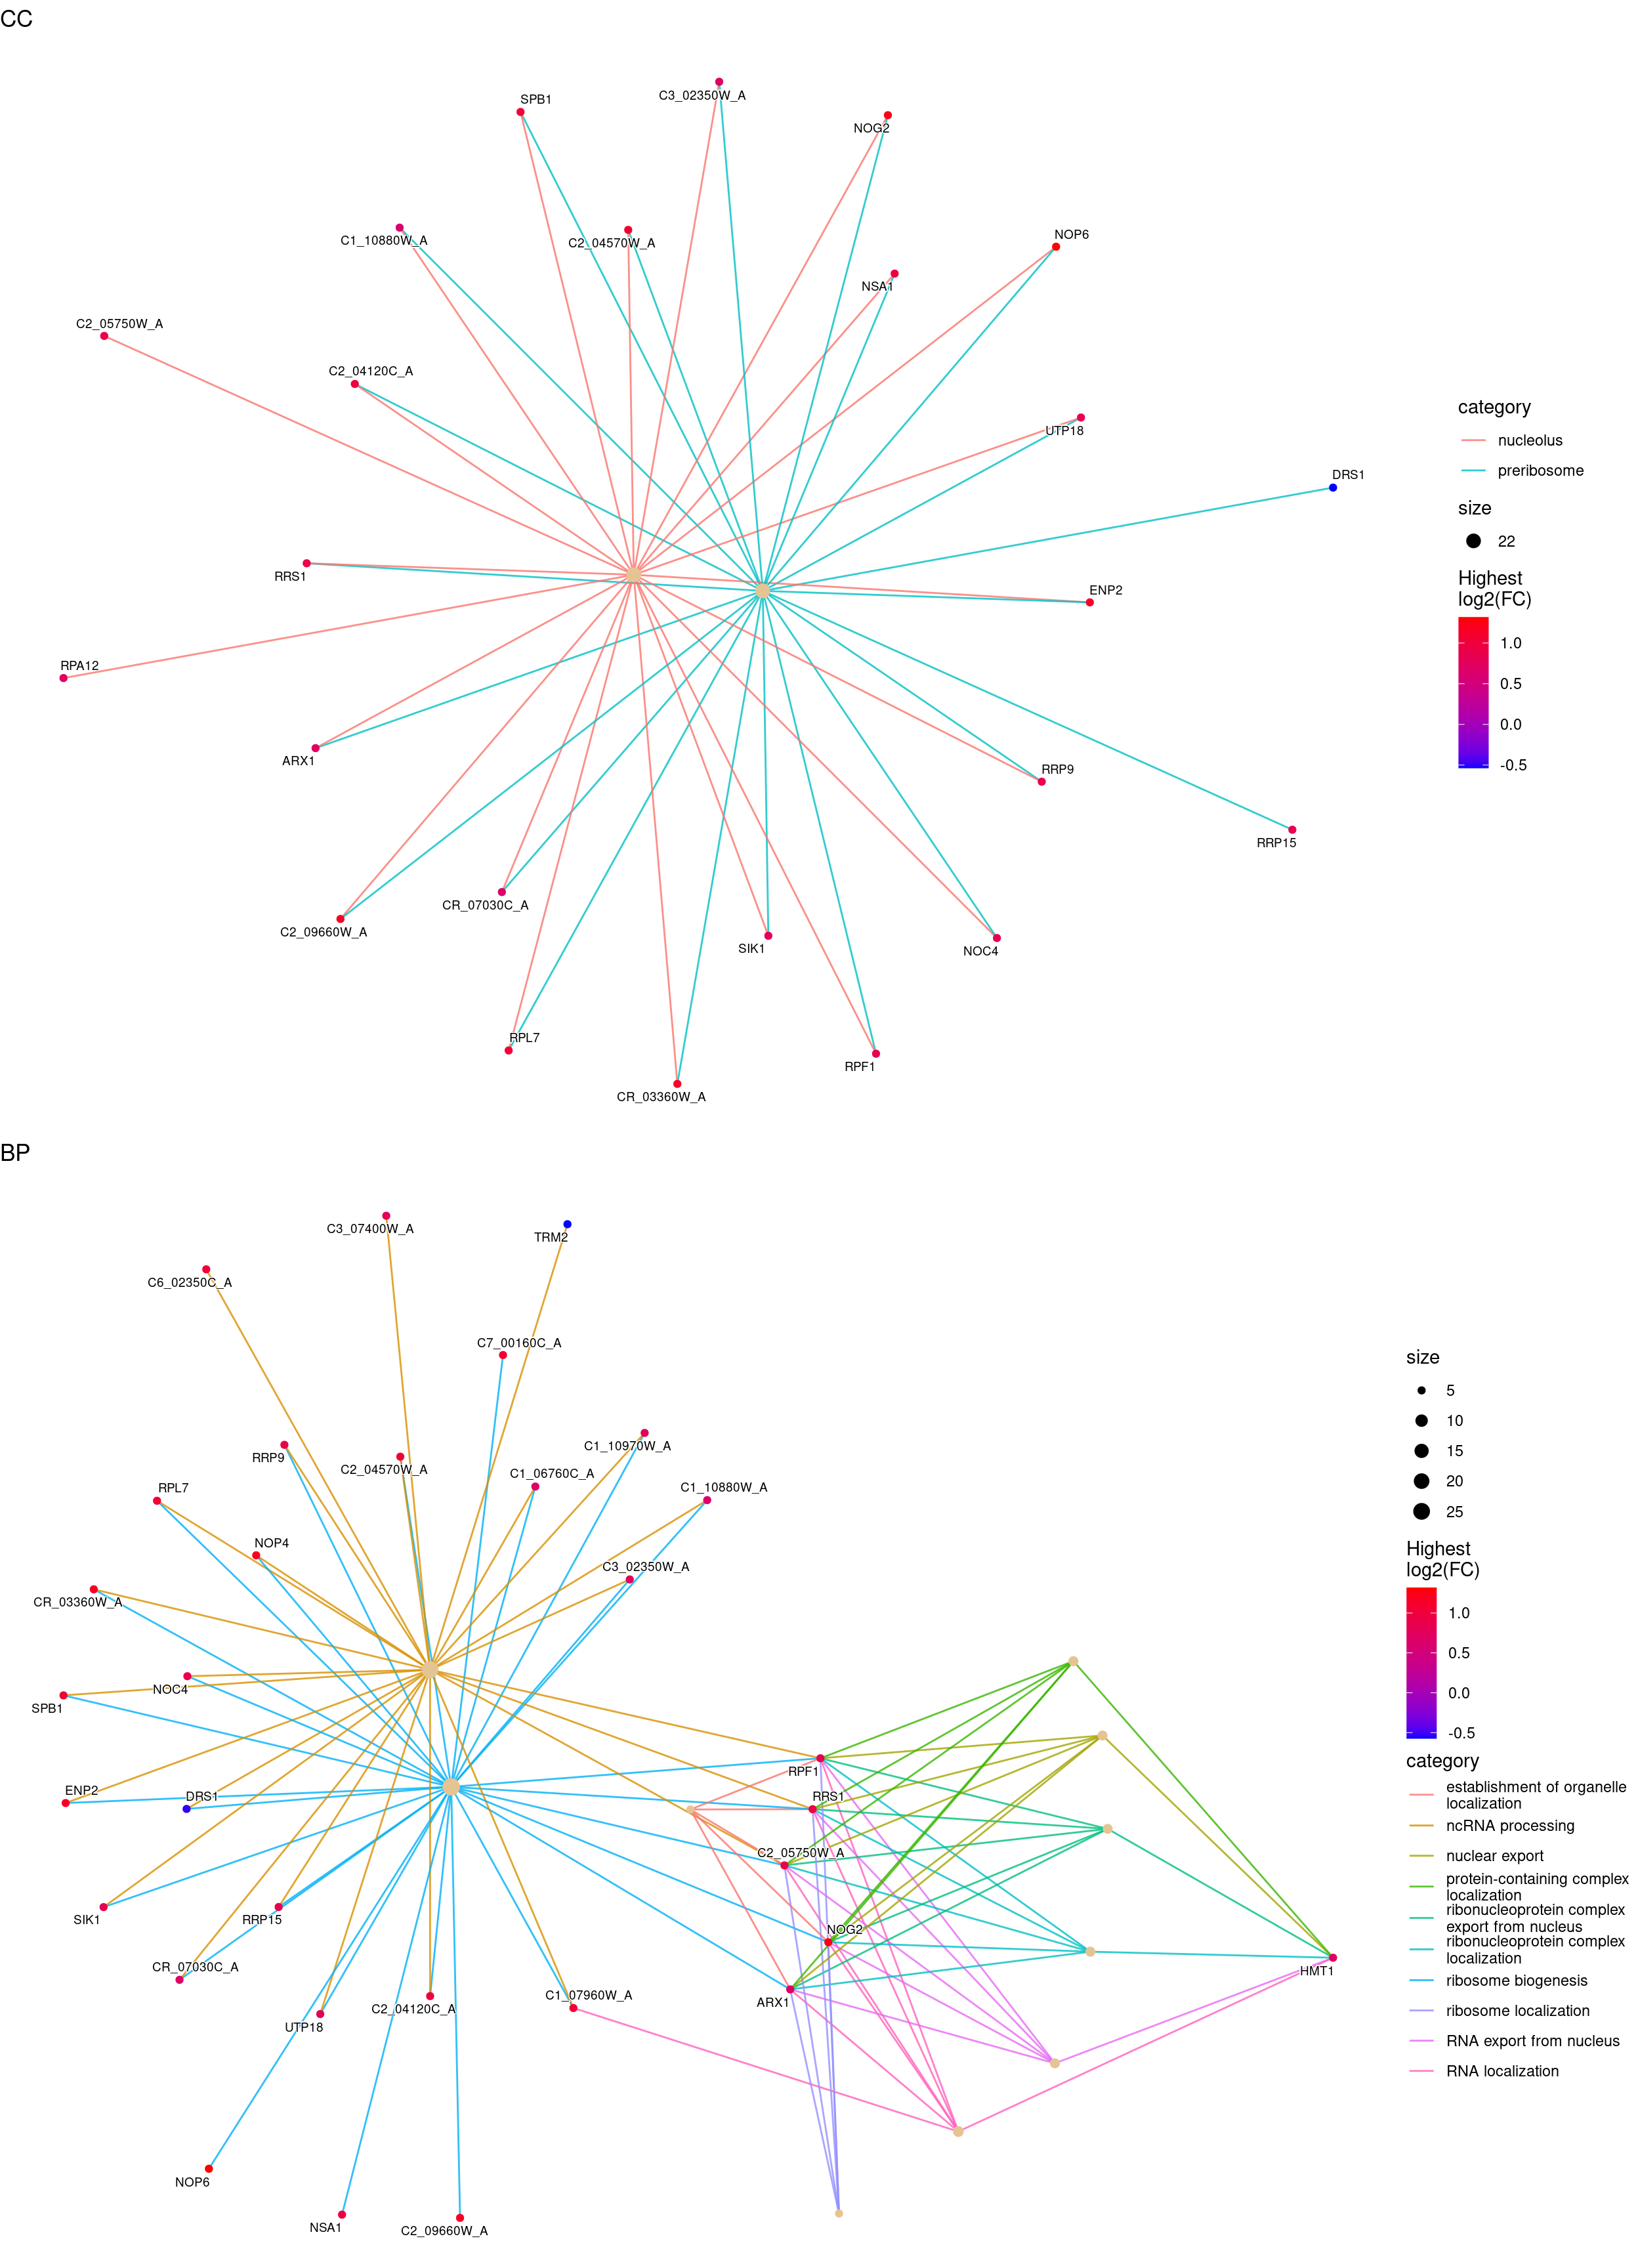 CC
C3_02350W_A
SPB1
NOG2
NOP6
C1_10880W_A
C2_04570W_A
NSA1
C2_05750W_A
C2_04120C_A
UTP18
DRS1
RRS1
ENP2
RPA12
ARX1
RRP9
RRP15
CR_07030C_A
C2_09660W_A
SIK1
NOC4
RPL7
RPF1
CR_03360W_A
category
nucleolus
preribosome
size
22
Highest
log2(FC)
1.0
0.5
0.0
-0.5
BP
C3_07400W_A
TRM2
C6_02350C_A
C7_00160C_A
C1_10970W_A
RRP9
C2_04570W_A
C1_06760C_A
RPL7
C1_10880W_A
NOP4
C3_02350W_A
CR_03360W_A
NOC4
SPB1
RPF1
ENP2
DRS1
RRS1
C2_05750W_A
SIK1
RRP15
NOG2
CR_07030C_A
HMT1
C2_04120C_A
C1_07960W_A
ARX1
UTP18
NOP6
NSA1
C2_09660W_A
size
5
10
15
20
25
Highest
log2(FC)
1.0
0.5
0.0
-0.5
category
establishment of organelle
localization
ncRNA processing
nuclear export
protein-containing complex
localization
ribonucleoprotein complex
export from nucleus
ribonucleoprotein complex
localization
ribosome biogenesis
ribosome localization
RNA export from nucleus
RNA localization